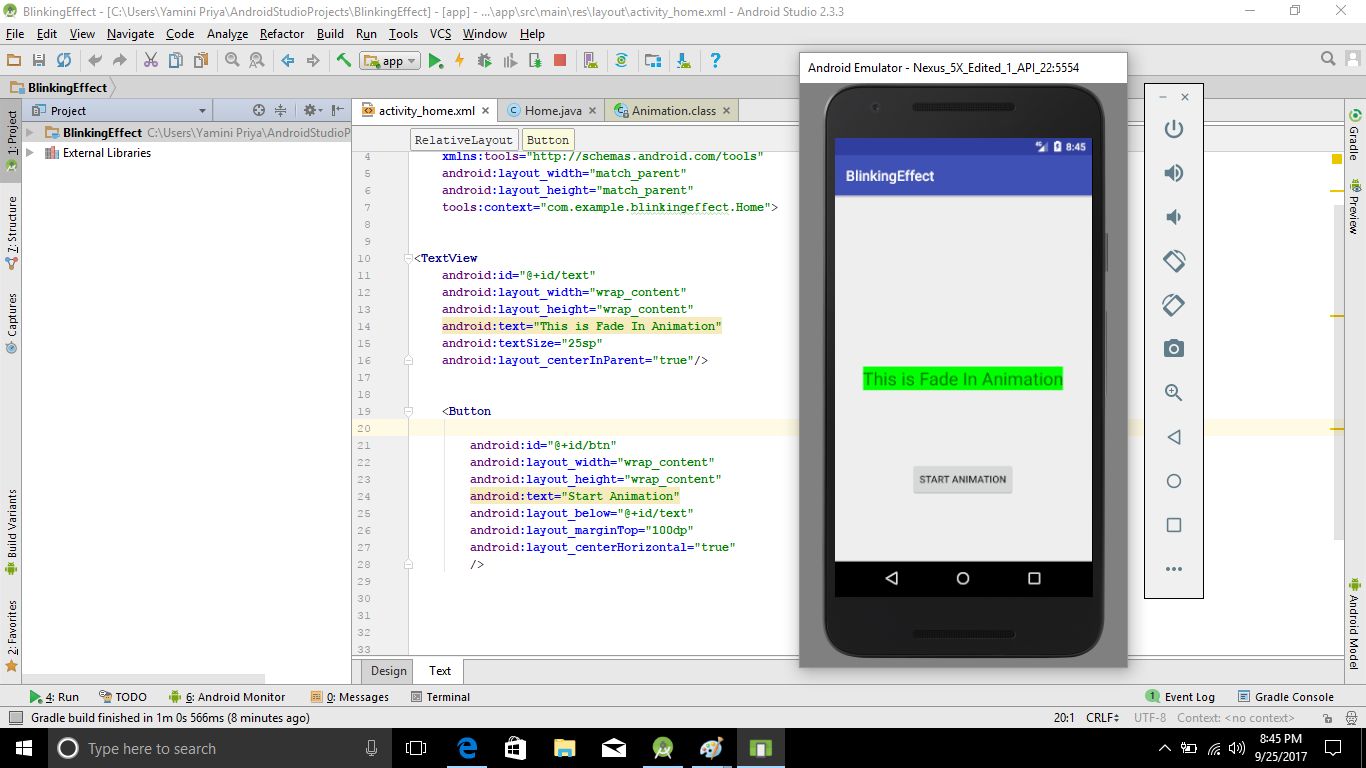 BlinkingEffect - [C:\Users\Yamini Priya\AndroidStudioProjects\BlinkingEffect] - [app] - ...\app\src\main\res\layout\activity_home.xml - Android Studio 2.3.3
File Edit View Navigate Code Analyze Refactor Build Run Tools VCS Window Help
app
BlinkingEffect
Project
activity_home.xml
Home.java
Animation.class
BlinkingEffect C:\Users\Yamini Priya\AndroidStudioP
External Libraries
RelativeLayout
Button
1: Project
7: Structure
Captures
Build Variants
2: Favorites
4 xmlns:tools="http://schemas.android.com/tools"
5 android:layout_width="match_parent"
6 android:layout_height="match_parent"
7 tools:context="com.example.blinkingeffect.Home">
8
9
10 <TextView
11 android:id="@+id/text"
12 android:layout_width="wrap_content"
13 android:layout_height="wrap_content"
14 android:text="This is Fade In Animation"
15 android:textSize="25sp"
16 android:layout_centerInParent="true"/>
17
18
19 <Button
20
21 android:id="@+id/btn"
22 android:layout_width="wrap_content"
23 android:layout_height="wrap_content"
24 android:text="Start Animation"
25 android:layout_below="@+id/text"
26 android:layout_marginTop="100dp"
27 android:layout_centerHorizontal="true"
28 />
29
30
31
32
33
Design Text
Android Emulator - Nexus_5X_Edited_1_API_22:5554
8:45
BlinkingEffect
This is Fade In Animation
START ANIMATION
Gradle
Preview
Android Model
4: Run TODO 6: Android Monitor 0: Messages Terminal
1 Event Log Gradle Console
Gradle build finished in 1m 0s 566ms (8 minutes ago)
20:1 CRLF UTF-8 Context: <no context>
Type here to search
8:45 PM
9/25/2017